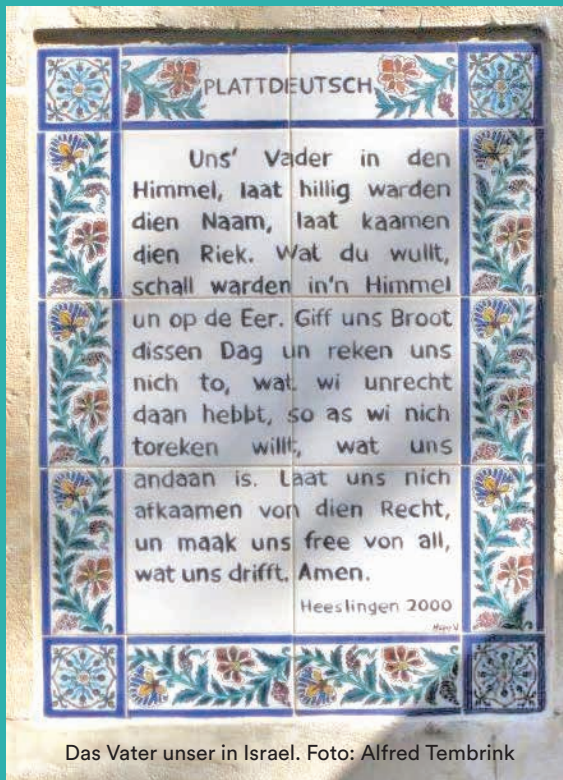 PLATTDEUTSCH
Uns' Vader in den
Himmel, laat hillig warden
dien Naam, laat kaamen
dien Riek. Wat du wullt,
schall warden in'n Himmel
un op de Eer. Giff uns Broot
dissen Dag un reken uns
nich to, wat wi unrecht
daan hebbt, so as wi nich
toreken willt, wat uns
andaan is. Laat uns nich
afkaamen von dien Recht,
un maak uns free von all,
wat uns drifft. Amen.
Heeslingen 2000
Das Vater unser in Israel. Foto: Alfred Tembrink